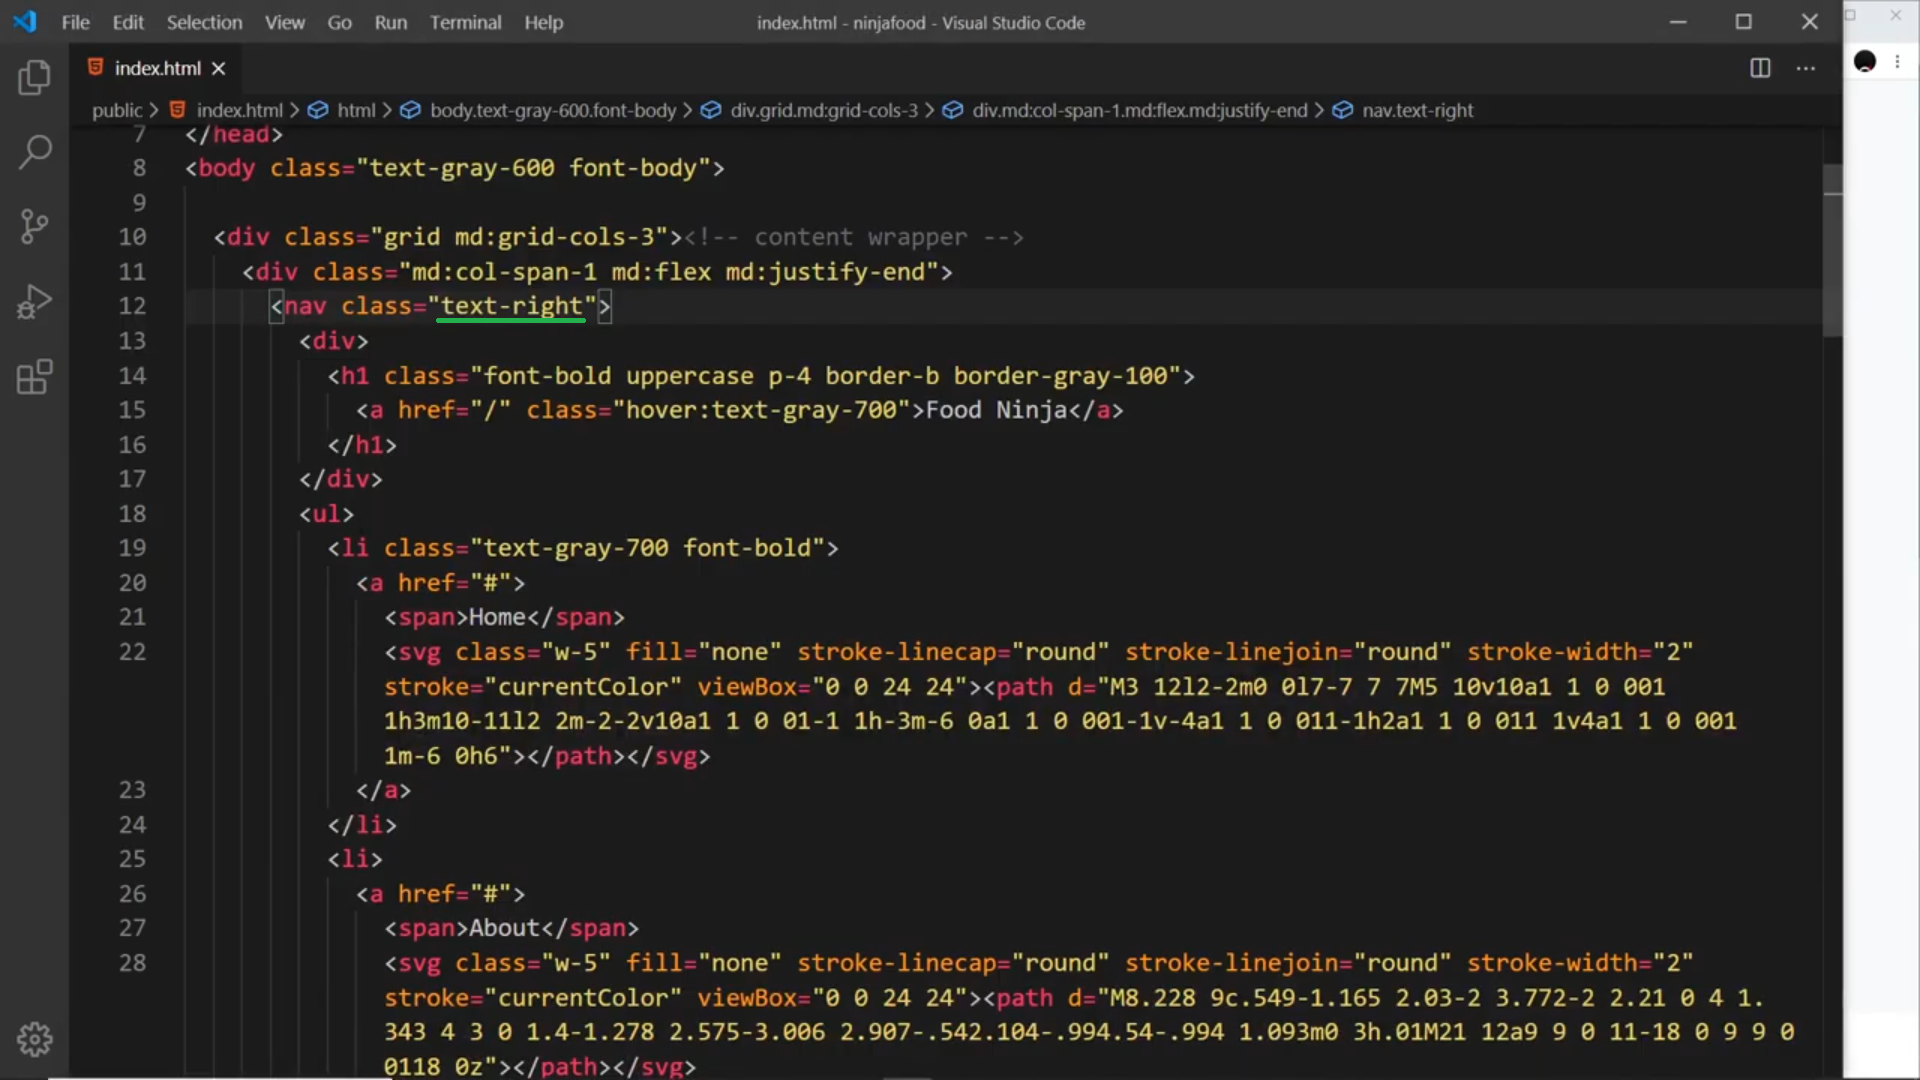 File Edit Selection View Go Run Terminal Help index.html - ninjafood - Visual Studio Code
index.html
public > index.html > html > body.text-gray-600.font-body > div.grid.md:grid-cols-3 > div.md:col-span-1.md:flex.md:justify-end > nav.text-right
7 </head>
8 <body class="text-gray-600 font-body">
9
10 <div class="grid md:grid-cols-3"><!-- content wrapper -->
11 <div class="md:col-span-1 md:flex md:justify-end">
12 <nav class="text-right">
13 <div>
14 <h1 class="font-bold uppercase p-4 border-b border-gray-100">
15 <a href="/" class="hover:text-gray-700">Food Ninja</a>
16 </h1>
17 </div>
18 <ul>
19 <li class="text-gray-700 font-bold">
20 <a href="#">
21 <span>Home</span>
22 <svg class="w-5" fill="none" stroke-linecap="round" stroke-linejoin="round" stroke-width="2"
stroke="currentColor" viewBox="0 0 24 24"><path d="M3 12l2-2m0 0l7-7 7 7M5 10v10a1 1 0 001
1h3m10-11l2 2m-2-2v10a1 1 0 01-1 1h-3m-6 0a1 1 0 001-1v-4a1 1 0 011-1h2a1 1 0 011 1v4a1 1 0 001
1m-6 0h6"></path></svg>
23 </a>
24 </li>
25 <li>
26 <a href="#">
27 <span>About</span>
28 <svg class="w-5" fill="none" stroke-linecap="round" stroke-linejoin="round" stroke-width="2"
stroke="currentColor" viewBox="0 0 24 24"><path d="M8.228 9c.549-1.165 2.03-2 3.772-2 2.21 0 4 1.
343 4 3 0 1.4-1.278 2.575-3.006 2.907-.542.104-.994.54-.994 1.093m0 3h.01M21 12a9 9 0 11-18 0 9 9 0
0118 0z"></path></svg>